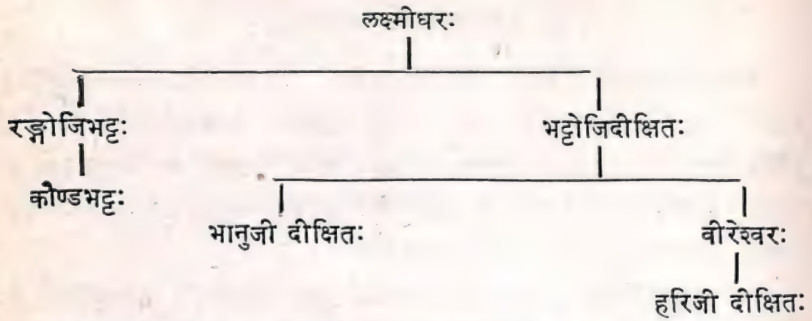 लक्ष्मोधरः
रङ्गोजिभट्टः भट्टोजिदीक्षितः
कौण्डभट्टः
भानुजी दीक्षितः वीरेश्वरः
हरिजी दीक्षितः